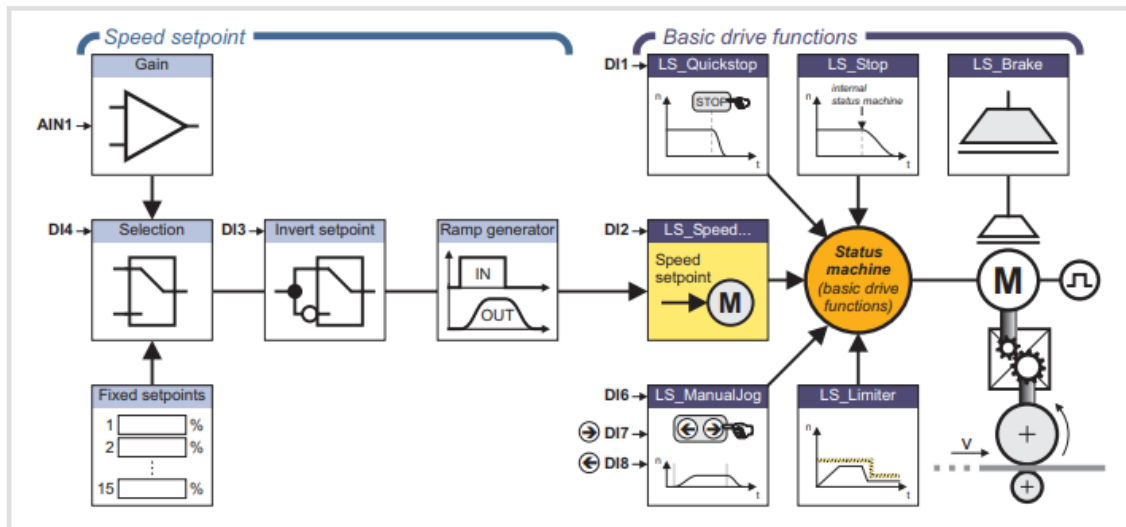 Speed setpoint
Basic drive functions
Gain
AIN1
DI1
LS_Quickstop
n
STOP
t
LS_Stop
n
internal
status machine
t
LS_Brake
DI4
Selection
DI3
Invert setpoint
Ramp generator
IN
OUT
DI2
LS_Speed...
Speed
setpoint
M
Status
machine
(basic drive
functions)
M
Fixed setpoints
1 %
2 %
⋮
15 %
DI6
DI7
DI8
LS_ManualJog
n
t
LS_Limiter
n
t
v